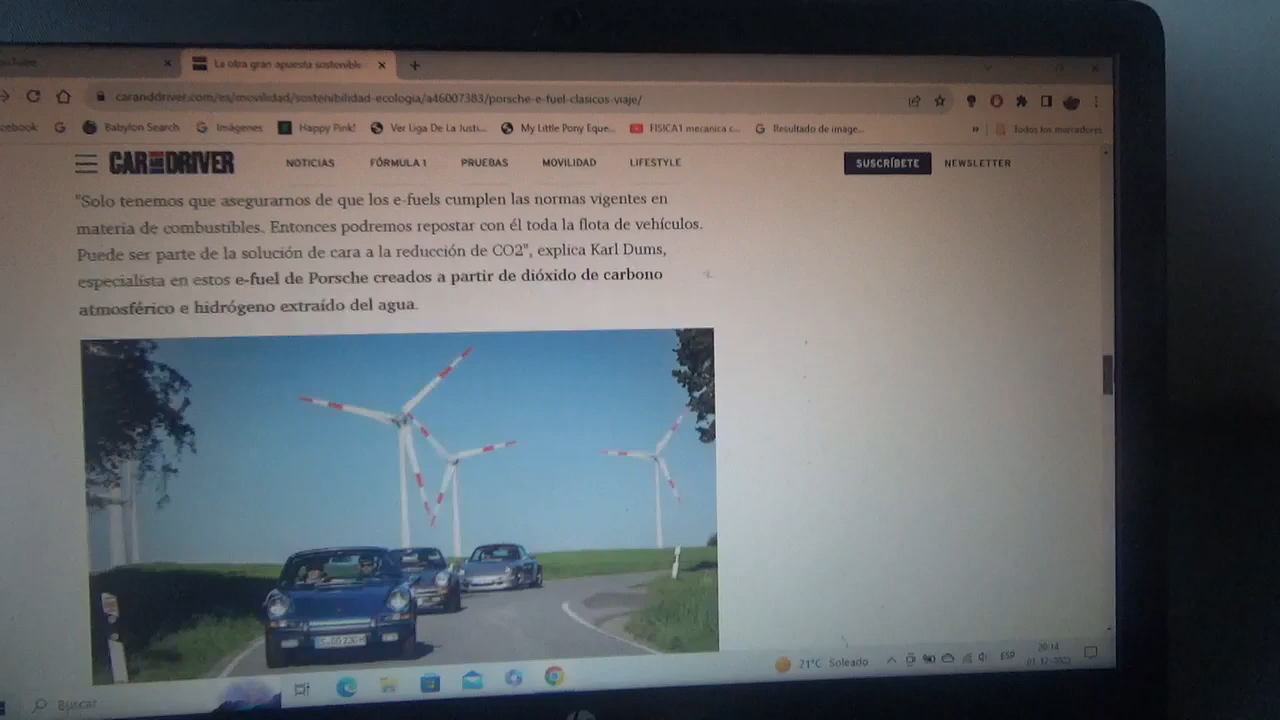 La otra gran apuesta sostenible
caranddriver.com/es/movilidad/sostenibilidad-ecologia/a46007383/porsche-e-fuel-clasicos-viaje/
cebook
Babylon Search
Imágenes
Happy Pink!
Ver Liga De La Justi...
My Little Pony Eque...
FISICA1 mecanica c...
Resultado de image...
»
Todos los marcadores
CAR AND DRIVER
NOTICIAS
FÓRMULA 1
PRUEBAS
MOVILIDAD
LIFESTYLE
SUSCRÍBETE
NEWSLETTER
"Solo tenemos que asegurarnos de que los e-fuels cumplen las normas vigentes en
materia de combustibles. Entonces podremos repostar con él toda la flota de vehículos.
Puede ser parte de la solución de cara a la reducción de CO2", explica Karl Dums,
especialista en estos e-fuel de Porsche creados a partir de dióxido de carbono
atmosférico e hidrógeno extraído del agua.
21°C Soleado
ESP
20:14
Buscar